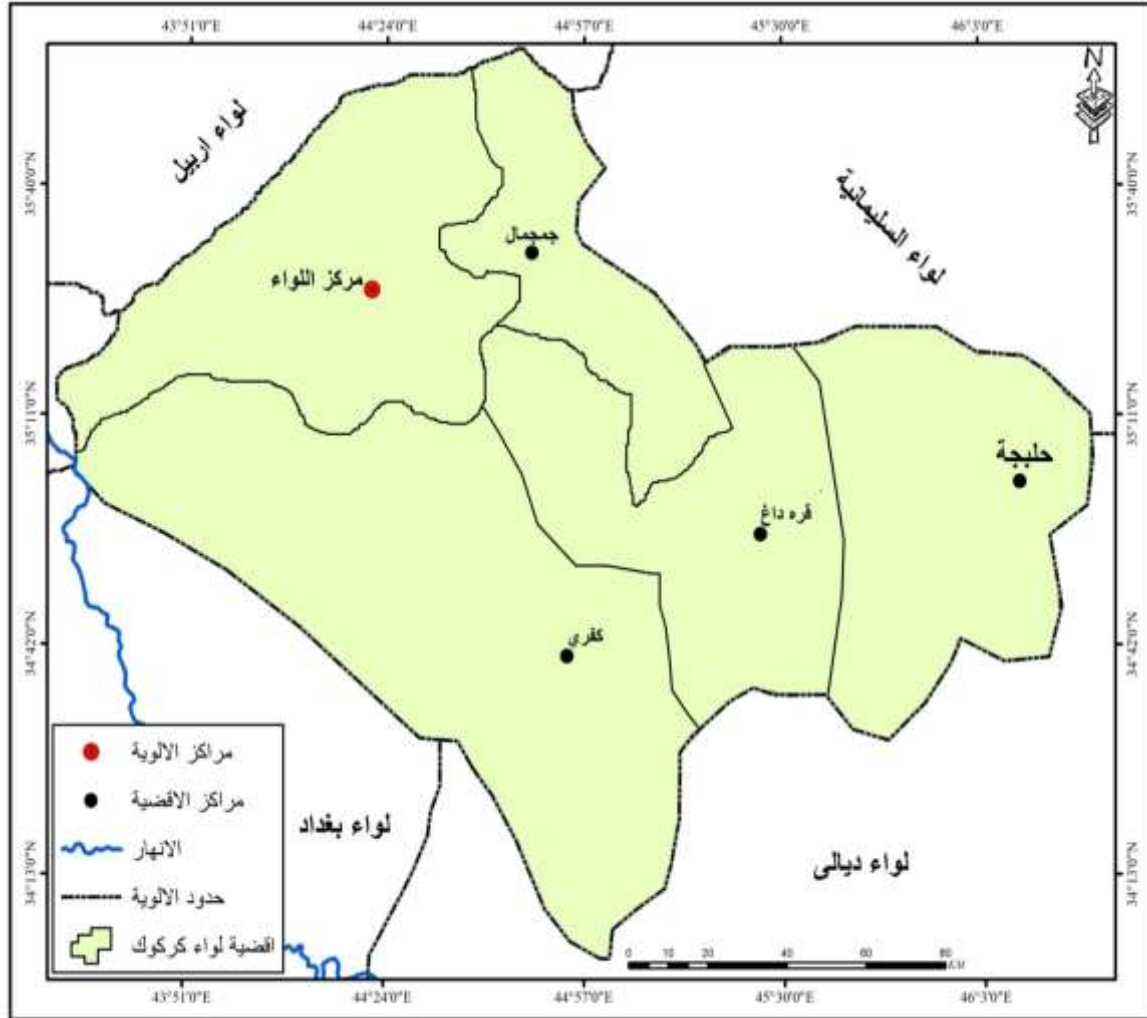 43°51'0"E 44°24'0"E 44°57'0"E 45°30'0"E 46°3'0"E
N
لواء اربيل
35°40'0"N
35°40'0"N
لواء السليمانية
جمجمال
مركز اللواء
35°11'0"N
35°11'0"N
حلبجة
قره داغ
كفري
34°42'0"N
34°42'0"N
مراكز الالوية
مراكز الاقضية
الانهار
حدود الالوية
اقضية لواء كركوك
لواء بغداد
لواء ديالى
34°13'0"N
34°13'0"N
0 10 20 40 60 80
KM
43°51'0"E 44°24'0"E 44°57'0"E 45°30'0"E 46°3'0"E